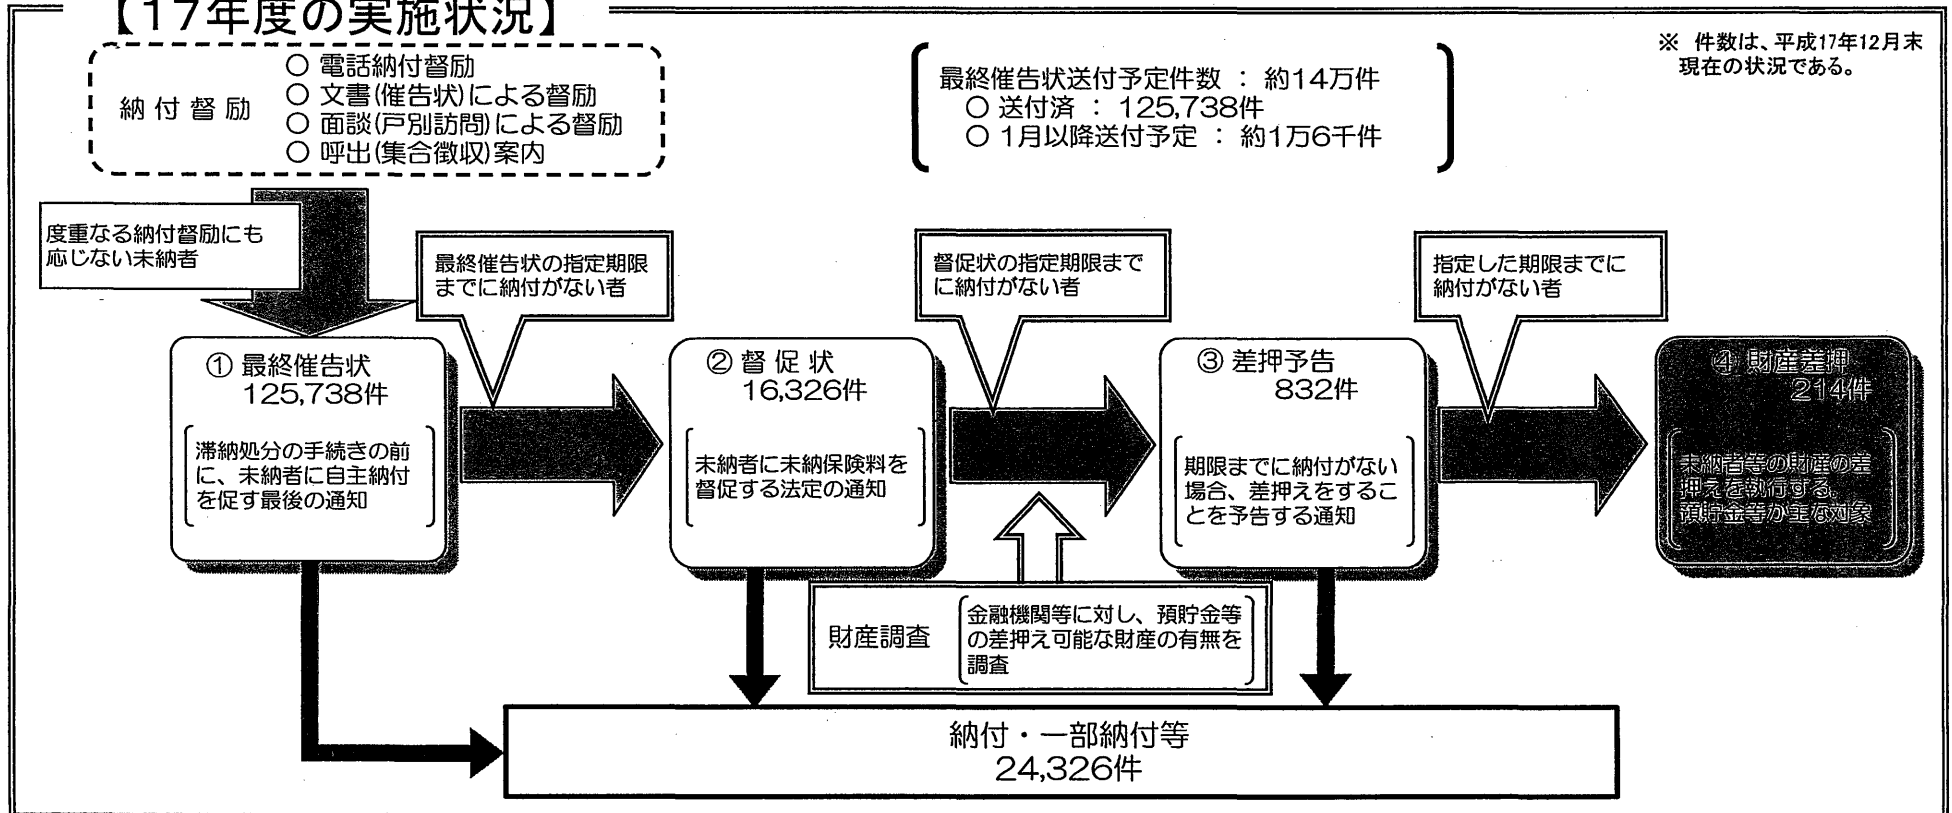 【17年度の実施状況】
納付督励
○ 電話納付督励
○ 文書(催告状)による督励
○ 面談(戸別訪問)による督励
○ 呼出(集合徴収)案内
最終催告状送付予定件数 ： 約14万件
○ 送付済 ： 125,738件
○ 1月以降送付予定 ： 約1万6千件
※ 件数は、平成17年12月末
現在の状況である。
度重なる納付督励にも
応じない未納者
最終催告状の指定期限
までに納付がない者
督促状の指定期限まで
に納付がない者
指定した期限までに
納付がない者
① 最終催告状
125,738件
滞納処分の手続きの前
に、未納者に自主納付
を促す最後の通知
② 督促状
16,326件
未納者に未納保険料を
督促する法定の通知
③ 差押予告
832件
期限までに納付がない
場合、差押えをするこ
とを予告する通知
④ 財産差押
214件
未納者等の財産の差
押えを執行する。
預貯金等が主な対象
財産調査
金融機関等に対し、預貯金等
の差押え可能な財産の有無を
調査
納付・一部納付等
24,326件